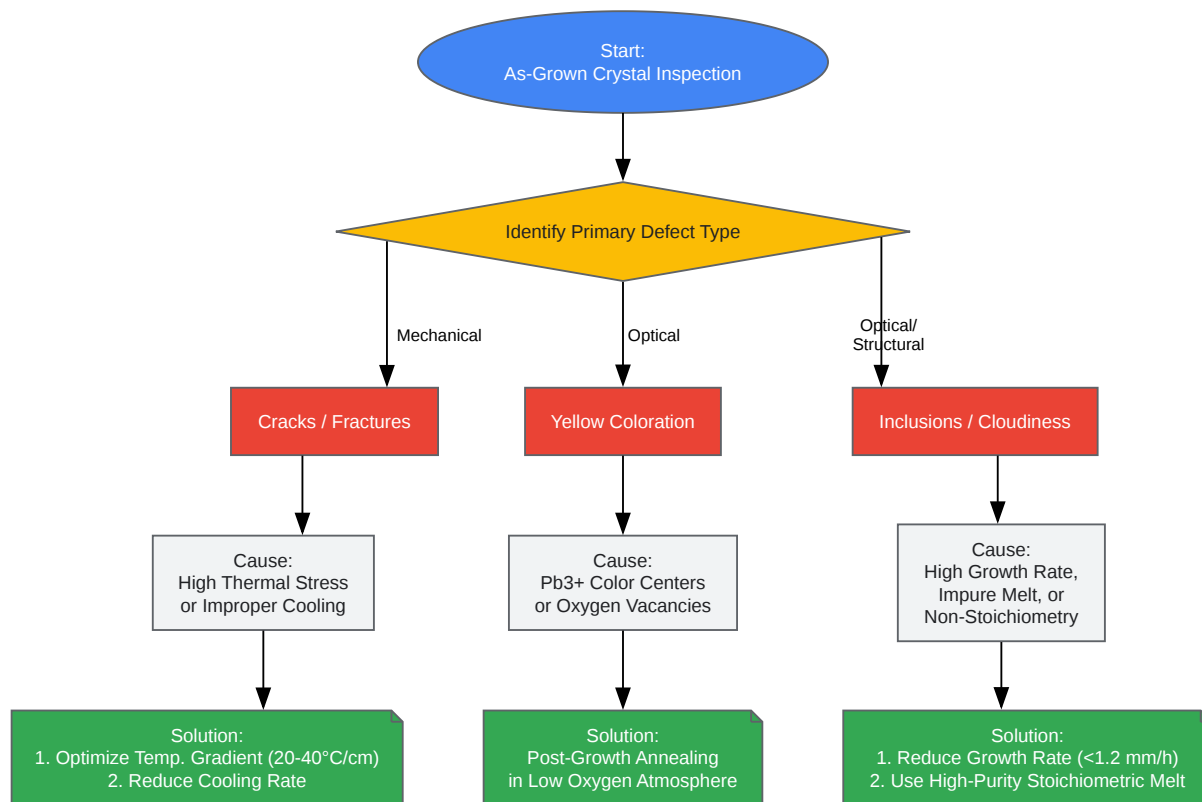 Start:
As-Grown Crystal Inspection
Identify Primary Defect Type
Mechanical
Optical
Optical/
Structural
Cracks / Fractures
Yellow Coloration
Inclusions / Cloudiness
Cause:
High Thermal Stress
or Improper Cooling
Cause:
Pb3+ Color Centers
or Oxygen Vacancies
Cause:
High Growth Rate,
Impure Melt, or
Non-Stoichiometry
Solution:
1. Optimize Temp. Gradient (20-40°C/cm)
2. Reduce Cooling Rate
Solution:
Post-Growth Annealing
in Low Oxygen Atmosphere
Solution:
1. Reduce Growth Rate (<1.2 mm/h)
2. Use High-Purity Stoichiometric Melt